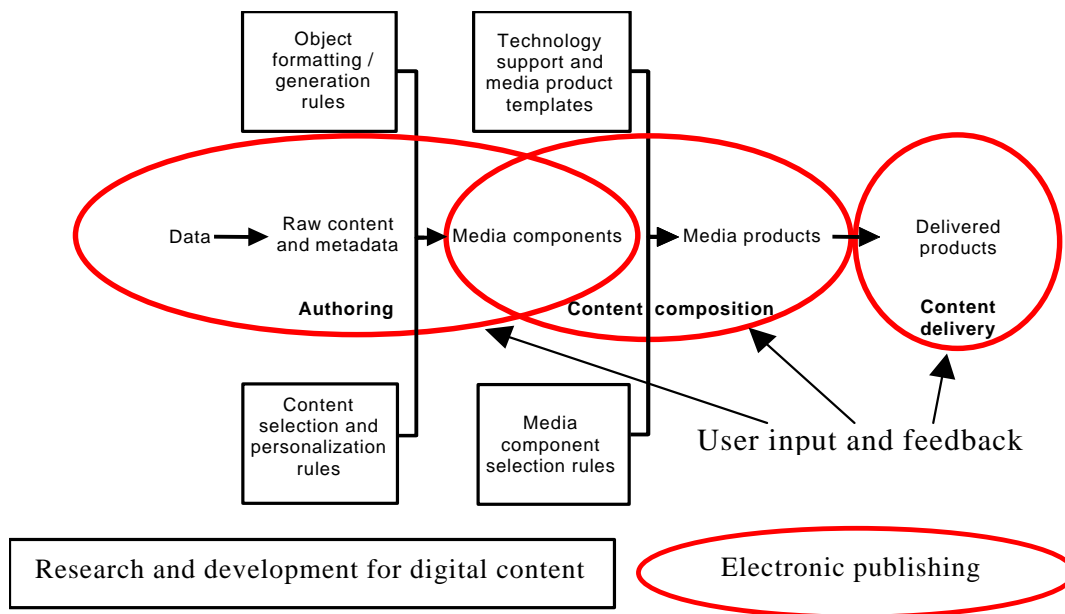 Object
formatting /
generation
rules
Technology
support and
media product
templates
Data
Raw content
and metadata
Media components
Media products
Delivered
products
Authoring
Content composition
Content
delivery
Content
selection and
personalization
rules
Media
component
selection rules
User input and feedback
Research and development for digital content
Electronic publishing